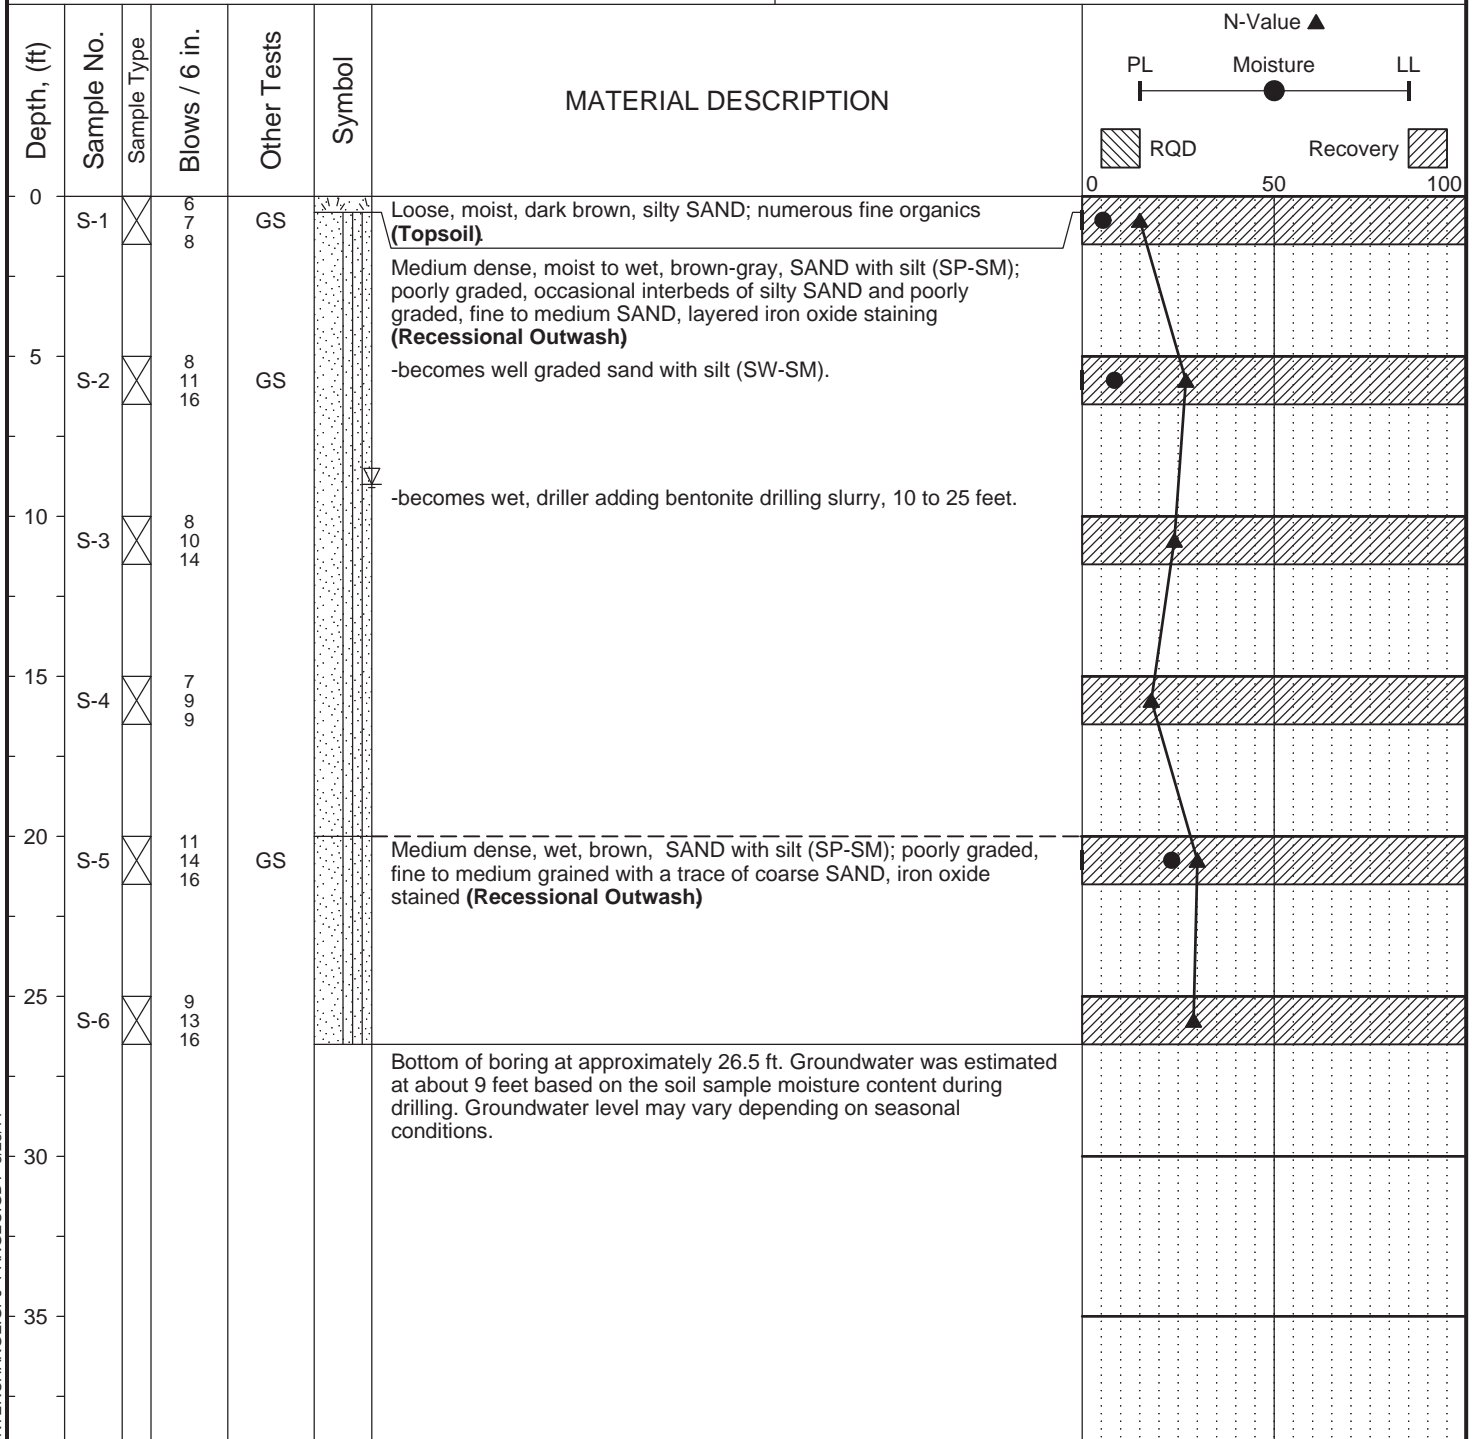 Depth, (ft)
Sample No.
Sample Type
Blows / 6 in.
Other Tests
Symbol
MATERIAL DESCRIPTION
N-Value
PL Moisture LL
RQD Recovery
0 50 100
0
S-1
6
7
8
GS
Loose, moist, dark brown, silty SAND; numerous fine organics
(Topsoil).
Medium dense, moist to wet, brown-gray, SAND with silt (SP-SM);
poorly graded, occasional interbeds of silty SAND and poorly
graded, fine to medium SAND, layered iron oxide staining
(Recessional Outwash)
5
S-2
8
11
16
GS
-becomes well graded sand with silt (SW-SM).
-becomes wet, driller adding bentonite drilling slurry, 10 to 25 feet.
10
S-3
8
10
14
15
S-4
7
9
9
20
S-5
11
14
16
GS
Medium dense, wet, brown, SAND with silt (SP-SM); poorly graded,
fine to medium grained with a trace of coarse SAND, iron oxide
stained (Recessional Outwash)
25
S-6
9
13
16
Bottom of boring at approximately 26.5 ft. Groundwater was estimated
at about 9 feet based on the soil sample moisture content during
drilling. Groundwater level may vary depending on seasonal
conditions.
30
35